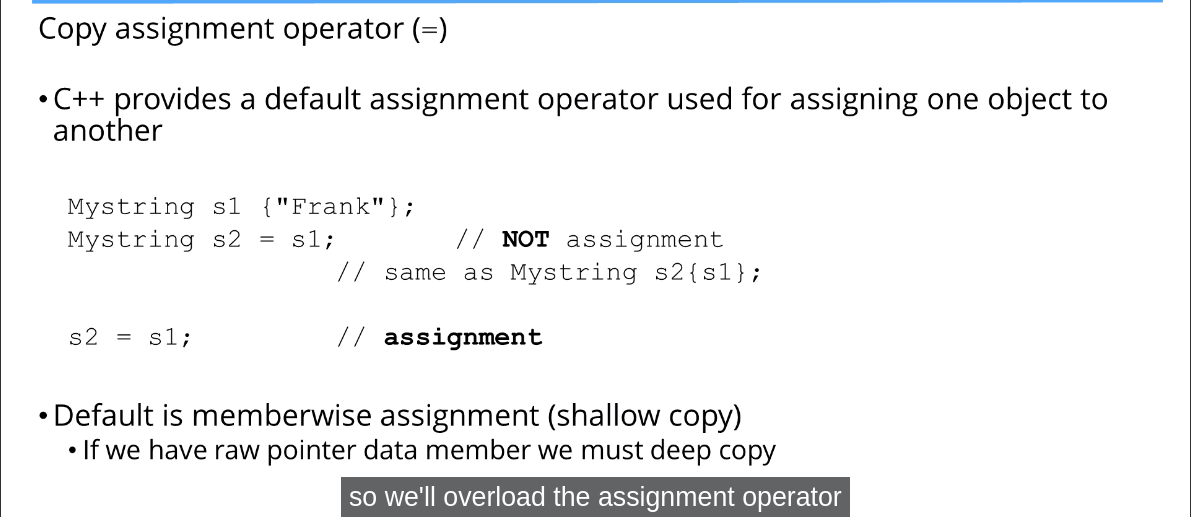 Copy assignment operator (=)
• C++ provides a default assignment operator used for assigning one object to
another
Mystring s1 {"Frank"};
Mystring s2 = s1; // NOT assignment
// same as Mystring s2{s1};
s2 = s1; // assignment
• Default is memberwise assignment (shallow copy)
• If we have raw pointer data member we must deep copy
so we'll overload the assignment operator